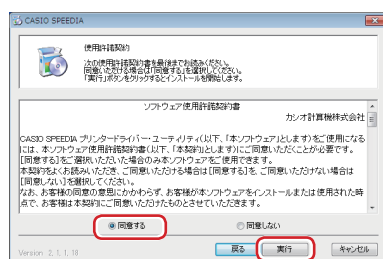 CASIO SPEEDIA
使用許諾契約
次の使用許諾契約書を最後までお読みください。
同意いただける場合は「同意する」を選択してください。
「実行」ボタンをクリックするとインストールを開始します。
ソフトウェア使用許諾契約書
カシオ計算機株式会社
CASIO SPEEDIA プリンタードライバー・ユーティリティ(以下、「本ソフトウェア」とします)をご使用になる
には、本ソフトウェア使用許諾契約書(以下、「本契約」とします)にご同意いただくことが必要です。
[同意する]をご選択いただいた場合のみ本ソフトウェアをご使用できます。
本契約をよくお読みいただき、ご同意いただける場合は[同意する]を、ご同意いただけない場合は
[同意しない]を選択してください。
なお、お客様の同意の意思にかかわらず、お客様が本ソフトウェアをインストールまたは使用された時
点で、お客様は本契約にご同意いただけたものとさせていただきます。
同意する
同意しない
Version 2.1.1.18
戻る
実行
キャンセル